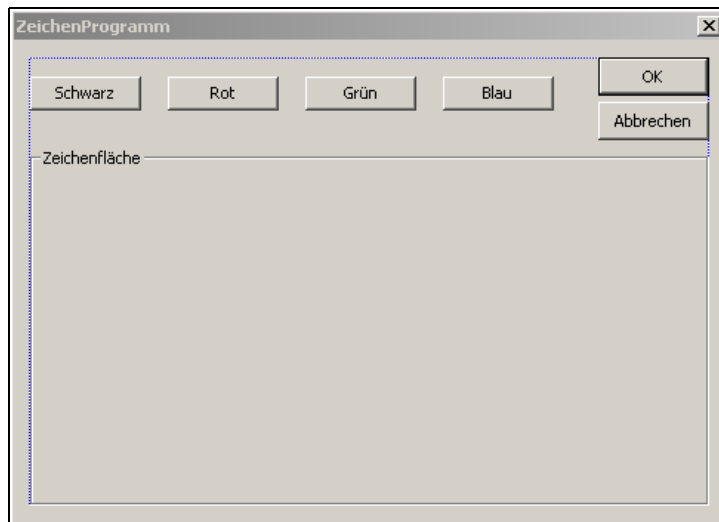 ZeichenProgramm
Schwarz
Rot
Grün
Blau
OK
Abbrechen
Zeichenfläche